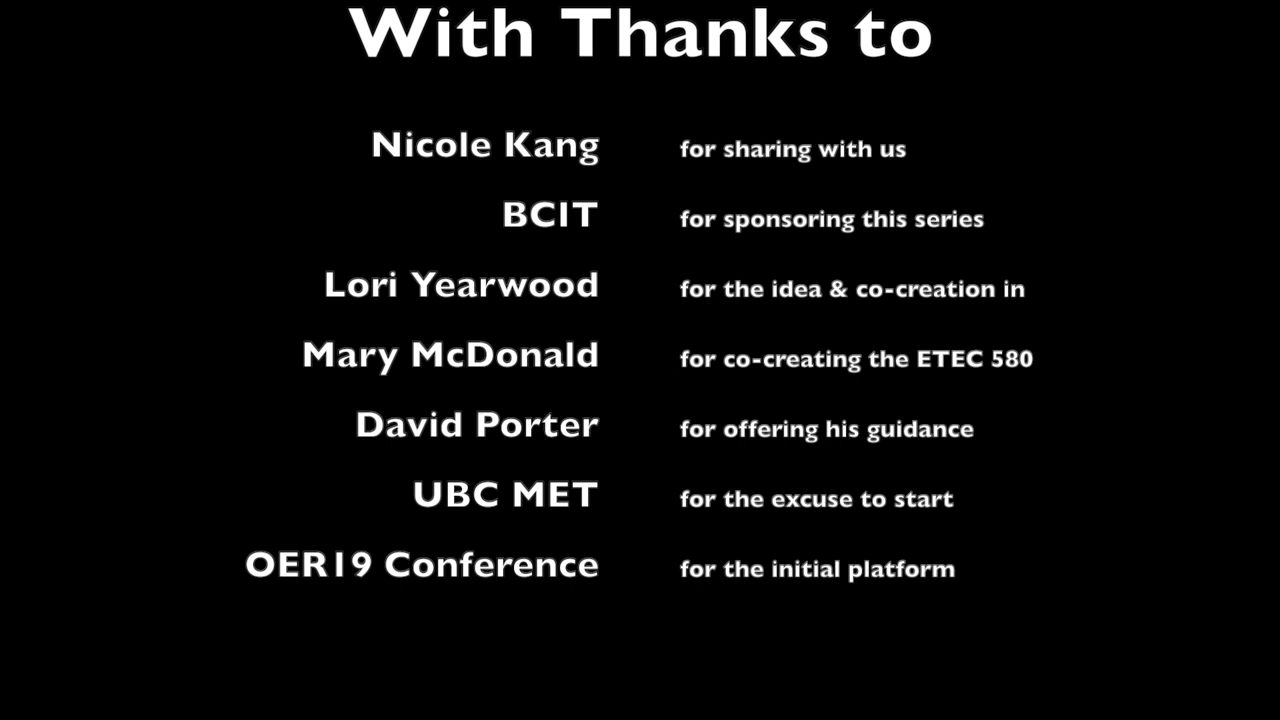 With Thanks to
Nicole Kang for sharing with us
BCIT for sponsoring this series
Lori Yearwood for the idea & co-creation in
Mary McDonald for co-creating the ETEC 580
David Porter for offering his guidance
UBC MET for the excuse to start
OER19 Conference for the initial platform